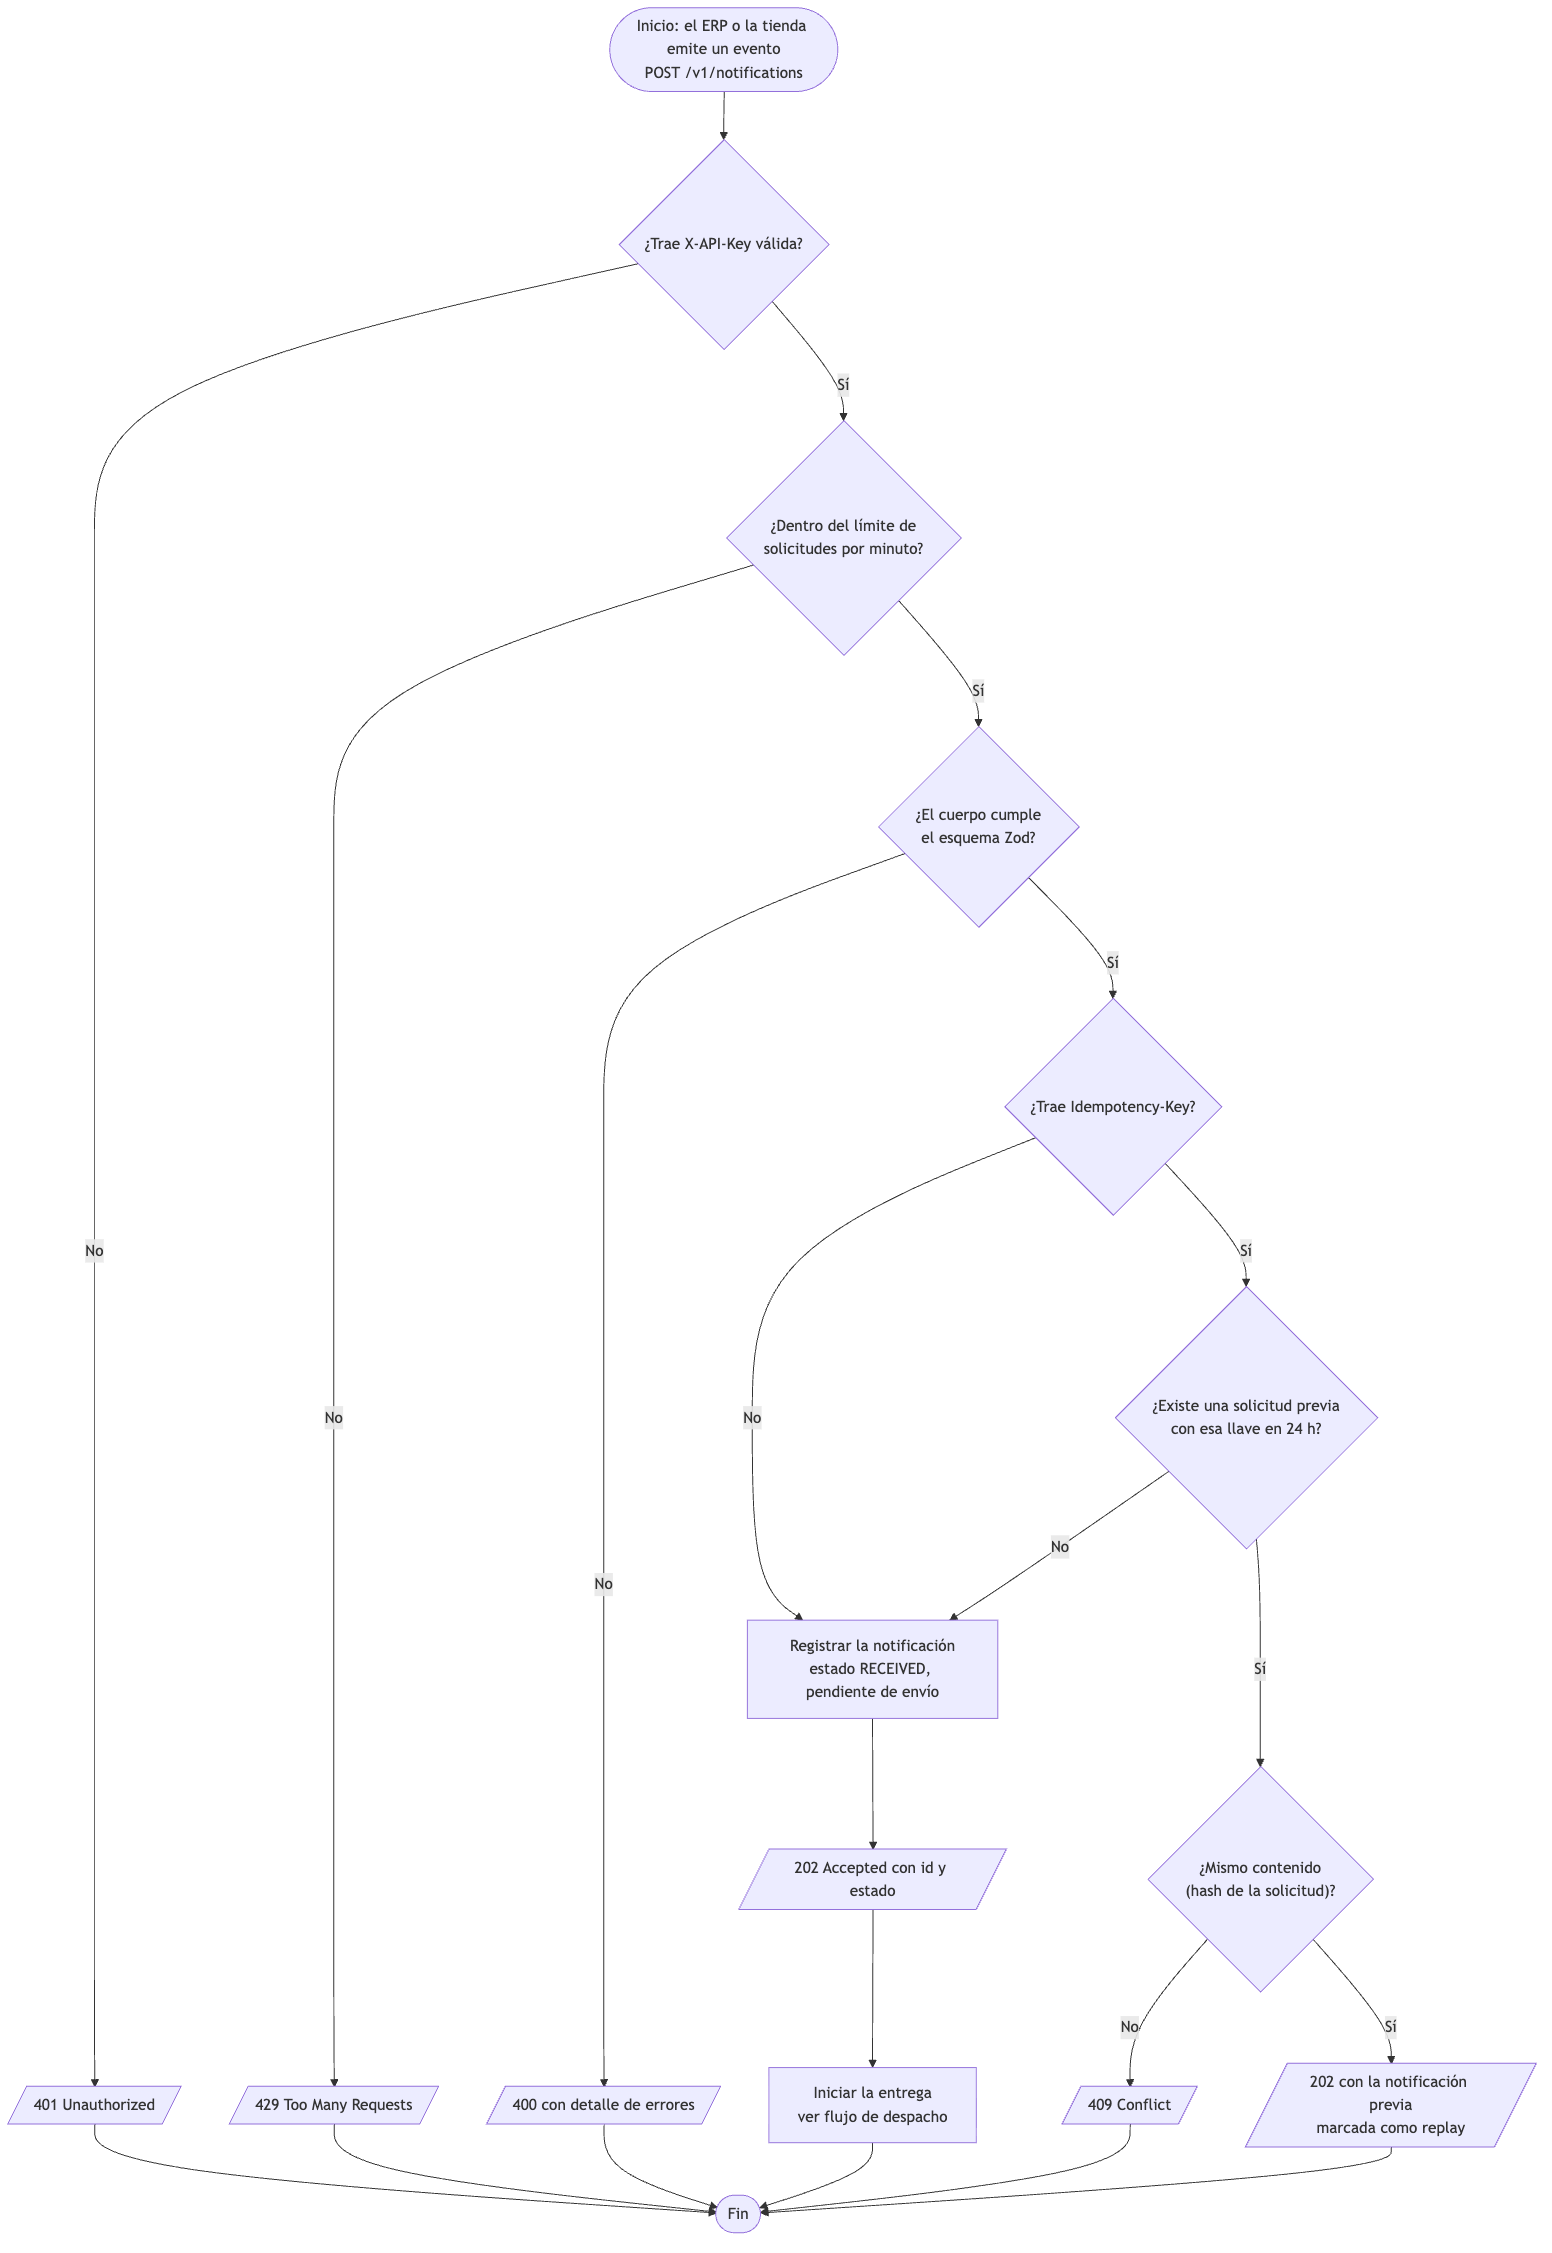 Inicio: el ERP o la tienda
emite un evento
POST /v1/notifications
¿Trae X-API-Key válida?
Sí
¿Dentro del límite de
solicitudes por minuto?
Sí
¿El cuerpo cumple
el esquema Zod?
Sí
¿Trae Idempotency-Key?
No
Sí
¿Existe una solicitud previa
con esa llave en 24 h?
No
No
No
No
Registrar la notificación
estado RECEIVED,
pendiente de envío
Sí
202 Accepted con id y
estado
¿Mismo contenido
(hash de la solicitud)?
No
Sí
401 Unauthorized
429 Too Many Requests
400 con detalle de errores
Iniciar la entrega
ver flujo de despacho
409 Conflict
202 con la notificación
previa
marcada como replay
Fin